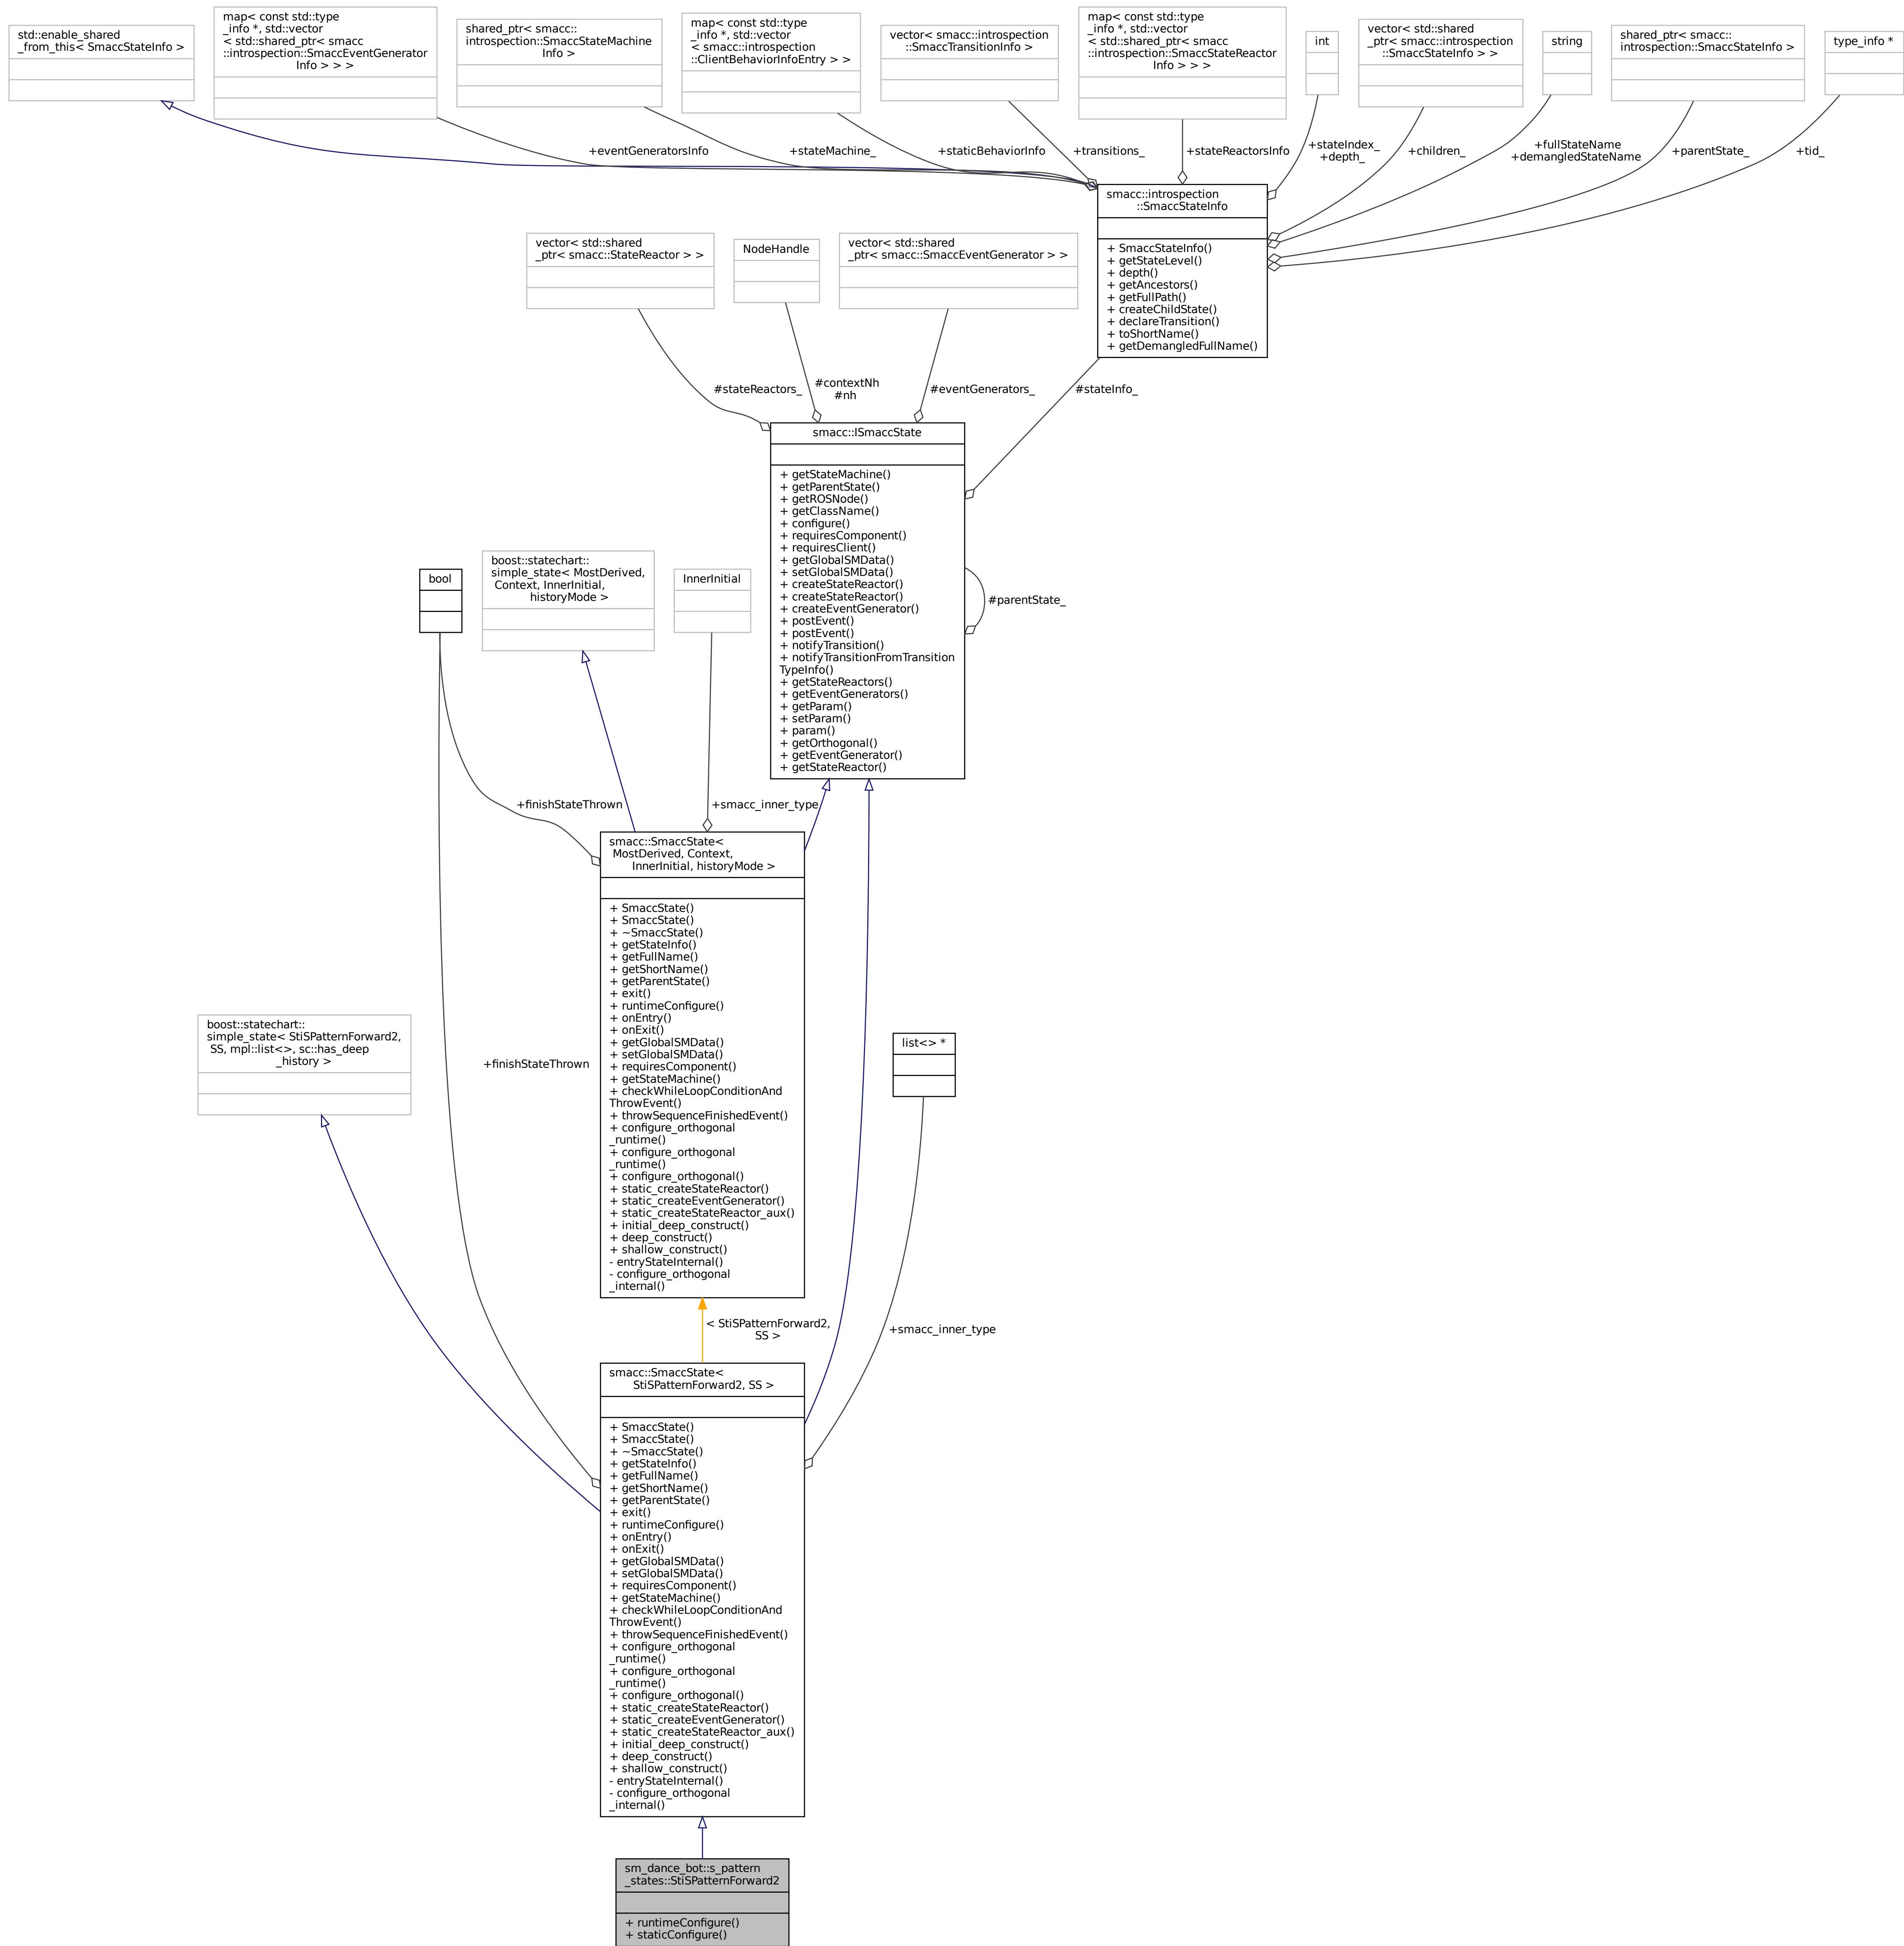 std::enable_shared
_from_this< SmaccStateInfo >
map< const std::type
_info *, std::vector
< std::shared_ptr< smacc
::introspection::SmaccEventGenerator
Info > > >
shared_ptr< smacc::
introspection::SmaccStateMachine
Info >
map< const std::type
_info *, std::vector
< smacc::introspection
::ClientBehaviorInfoEntry > >
vector< smacc::introspection
::SmaccTransitionInfo >
map< const std::type
_info *, std::vector
< std::shared_ptr< smacc
::introspection::SmaccStateReactor
Info > > >
int
vector< std::shared
_ptr< smacc::introspection
::SmaccStateInfo > >
string
shared_ptr< smacc::
introspection::SmaccStateInfo >
type_info *
+eventGeneratorsInfo
+stateMachine_
+staticBehaviorInfo
+transitions_
+stateReactorsInfo
+stateIndex_
+depth_
+children_
+fullStateName
+demangledStateName
+parentState_
+tid_
smacc::introspection
::SmaccStateInfo
+ SmaccStateInfo()
+ getStateLevel()
+ depth()
+ getAncestors()
+ getFullPath()
+ createChildState()
+ declareTransition()
+ toShortName()
+ getDemangledFullName()
vector< std::shared
_ptr< smacc::StateReactor > >
NodeHandle
vector< std::shared
_ptr< smacc::SmaccEventGenerator > >
#stateReactors_
#contextNh
#nh
#eventGenerators_
#stateInfo_
smacc::ISmaccState
+ getStateMachine()
+ getParentState()
+ getROSNode()
+ getClassName()
+ configure()
+ requiresComponent()
+ requiresClient()
+ getGlobalSMData()
+ setGlobalSMData()
+ createStateReactor()
+ createStateReactor()
+ createEventGenerator()
+ postEvent()
+ postEvent()
+ notifyTransition()
+ notifyTransitionFromTransition
TypeInfo()
+ getStateReactors()
+ getEventGenerators()
+ getParam()
+ setParam()
+ param()
+ getOrthogonal()
+ getEventGenerator()
+ getStateReactor()
#parentState_
bool
boost::statechart::
simple_state< MostDerived,
Context, InnerInitial,
historyMode >
InnerInitial
+finishStateThrown
+smacc_inner_type
smacc::SmaccState<
MostDerived, Context,
InnerInitial, historyMode >
+ SmaccState()
+ SmaccState()
+ ~SmaccState()
+ getStateInfo()
+ getFullName()
+ getShortName()
+ getParentState()
+ exit()
+ runtimeConfigure()
+ onEntry()
+ onExit()
+ getGlobalSMData()
+ setGlobalSMData()
+ requiresComponent()
+ getStateMachine()
+ checkWhileLoopConditionAnd
ThrowEvent()
+ throwSequenceFinishedEvent()
+ configure_orthogonal
_runtime()
+ configure_orthogonal
_runtime()
+ configure_orthogonal()
+ static_createStateReactor()
+ static_createEventGenerator()
+ static_createStateReactor_aux()
+ initial_deep_construct()
+ deep_construct()
+ shallow_construct()
- entryStateInternal()
- configure_orthogonal
_internal()
boost::statechart::
simple_state< StiSPatternForward2,
SS, mpl::list<>, sc::has_deep
_history >
+finishStateThrown
list<> *
< StiSPatternForward2,
SS >
+smacc_inner_type
smacc::SmaccState<
StiSPatternForward2, SS >
+ SmaccState()
+ SmaccState()
+ ~SmaccState()
+ getStateInfo()
+ getFullName()
+ getShortName()
+ getParentState()
+ exit()
+ runtimeConfigure()
+ onEntry()
+ onExit()
+ getGlobalSMData()
+ setGlobalSMData()
+ requiresComponent()
+ getStateMachine()
+ checkWhileLoopConditionAnd
ThrowEvent()
+ throwSequenceFinishedEvent()
+ configure_orthogonal
_runtime()
+ configure_orthogonal
_runtime()
+ configure_orthogonal()
+ static_createStateReactor()
+ static_createEventGenerator()
+ static_createStateReactor_aux()
+ initial_deep_construct()
+ deep_construct()
+ shallow_construct()
- entryStateInternal()
- configure_orthogonal
_internal()
sm_dance_bot::s_pattern
_states::StiSPatternForward2
+ runtimeConfigure()
+ staticConfigure()